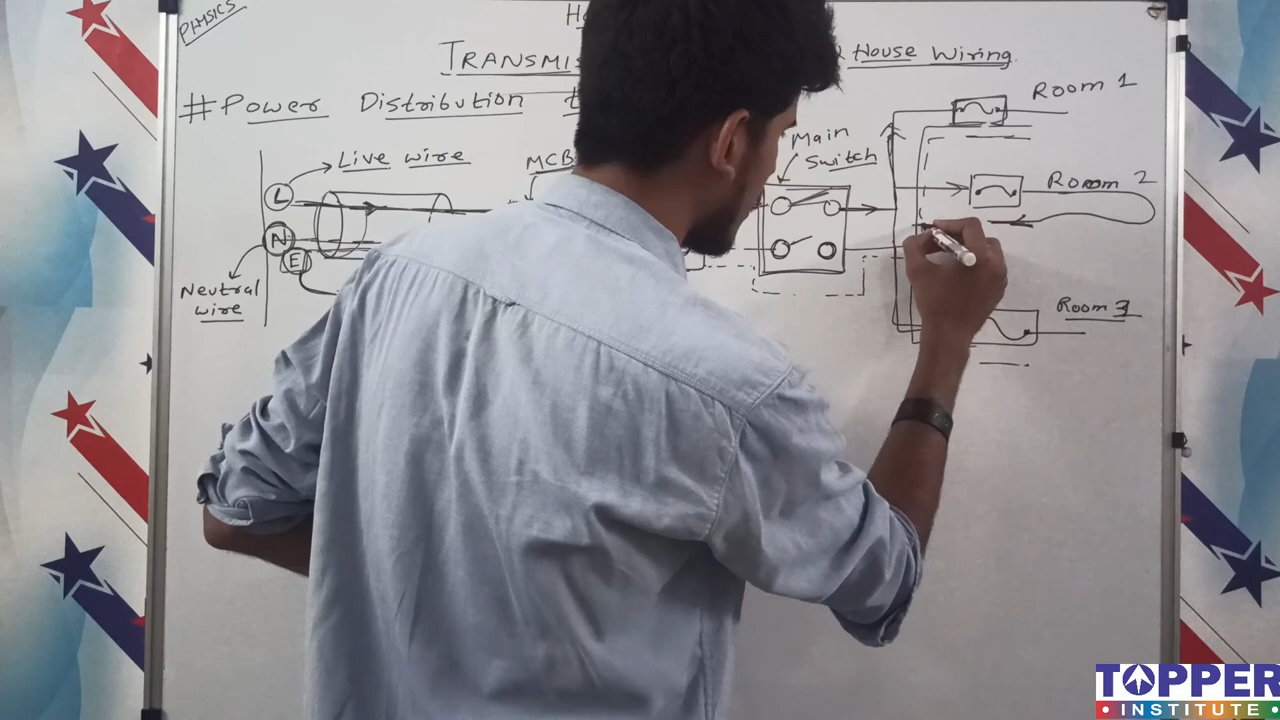 PHYSICS
House Wiring
#Power Distribution
Room 1
Main
Switch
Live wire
MCB
L
Room 2
N
E
Neutral
wire
Room 3
TOPPER
INSTITUTE